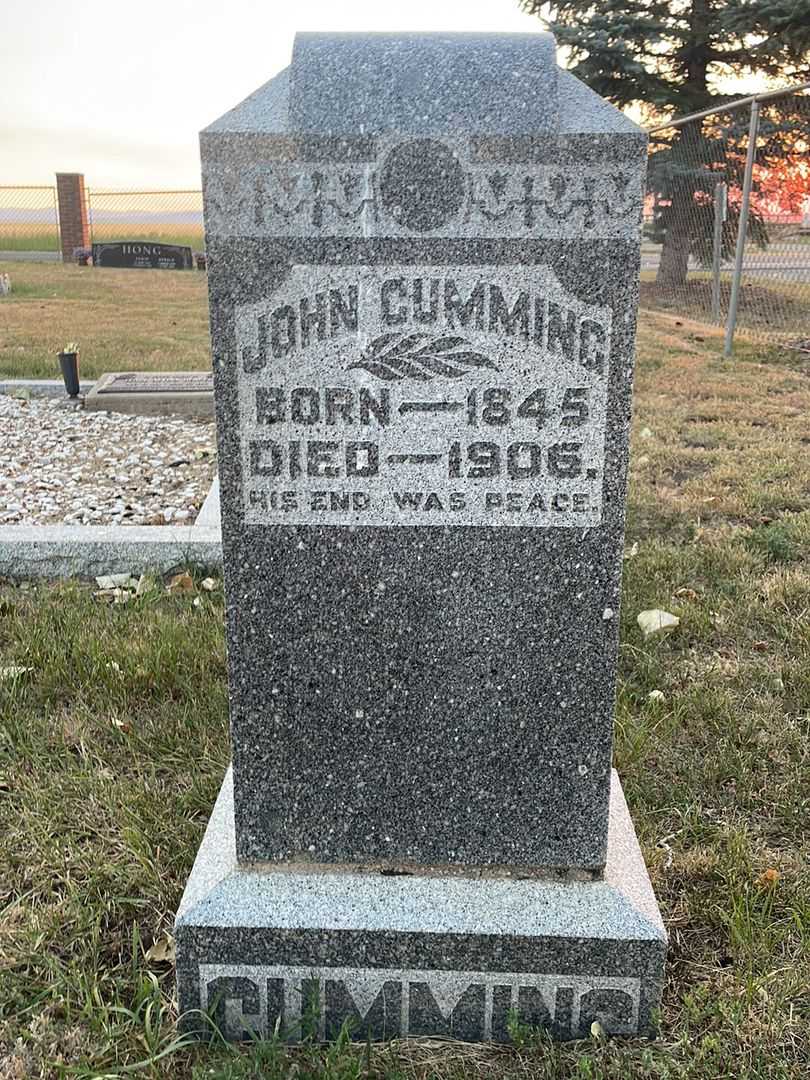 HONG
JOHN CUMMING
BORN—1845
DIED—1906.
HIS END WAS PEACE.
CUMMING